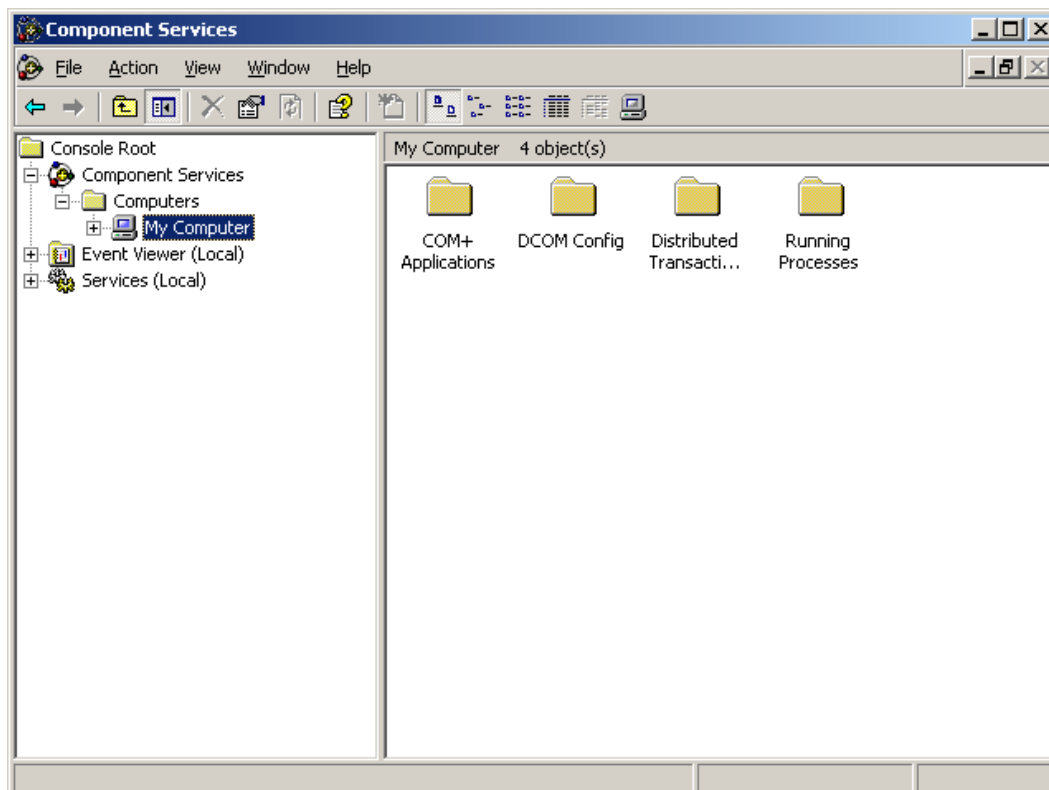 Component Services
File Action View Window Help
Console Root
Component Services
Computers
My Computer
Event Viewer (Local)
Services (Local)
My Computer 4 object(s)
COM+
Applications
DCOM Config
Distributed
Transacti...
Running
Processes